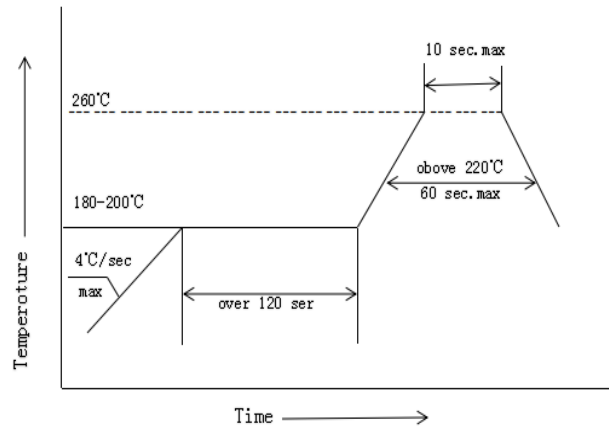 10 sec.max
260℃
obove 220℃
60 sec.max
180-200℃
4℃/sec
max
over 120 ser
Temperoture
Time